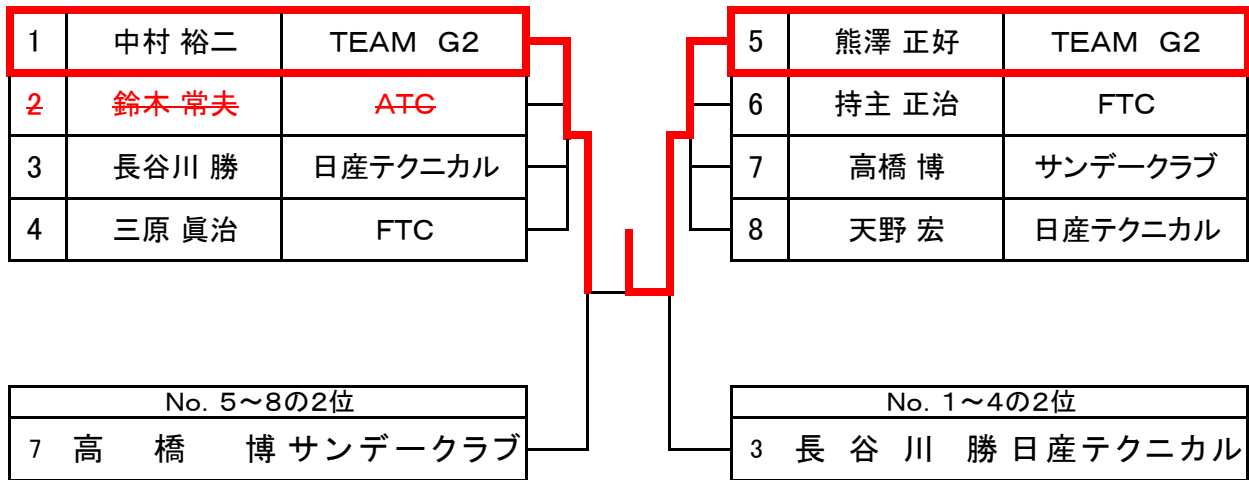 1 中村 裕二 TEAM G2
2 鈴木 常夫 ATC
3 長谷川 勝 日産テクニカル
4 三原 眞治 FTC
5 熊澤 正好 TEAM G2
6 持主 正治 FTC
7 高橋 博 サンデークラブ
8 天野 宏 日産テクニカル
No. 5～8の2位
7 高橋 博 サンデークラブ
No. 1～4の2位
3 長谷川 勝 日産テクニカル